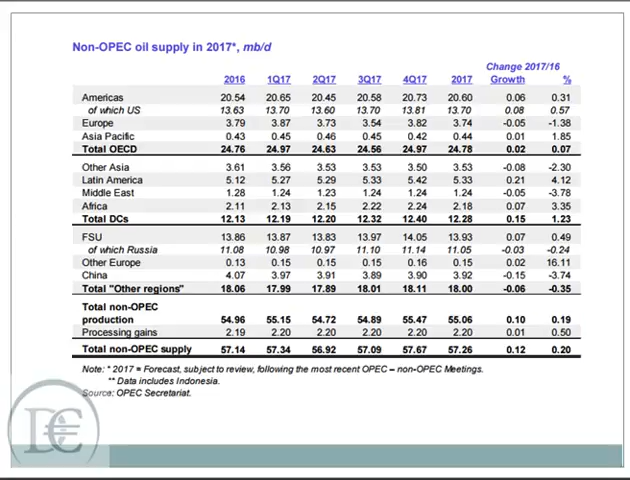 Non-OPEC oil supply in 2017*, mb/d
Change 2017/16
2016 1Q17 2Q17 3Q17 4Q17 2017 Growth %
Americas 20.54 20.65 20.45 20.58 20.73 20.60 0.06 0.31
of which US 13.63 13.70 13.60 13.70 13.81 13.70 0.08 0.57
Europe 3.79 3.87 3.73 3.54 3.82 3.74 -0.05 -1.38
Asia Pacific 0.43 0.45 0.46 0.45 0.42 0.44 0.01 1.85
Total OECD 24.76 24.97 24.63 24.56 24.97 24.78 0.02 0.07
Other Asia 3.61 3.56 3.53 3.53 3.50 3.53 -0.08 -2.30
Latin America 5.12 5.27 5.29 5.33 5.42 5.33 0.21 4.12
Middle East 1.28 1.24 1.23 1.24 1.24 1.24 -0.05 -3.78
Africa 2.11 2.13 2.15 2.22 2.24 2.18 0.07 3.35
Total DCs 12.13 12.19 12.20 12.32 12.40 12.28 0.15 1.23
FSU 13.86 13.87 13.83 13.97 14.05 13.93 0.07 0.49
of which Russia 11.08 10.98 10.97 11.10 11.14 11.05 -0.03 -0.24
Other Europe 0.13 0.15 0.15 0.15 0.16 0.15 0.02 16.11
China 4.07 3.97 3.91 3.89 3.90 3.92 -0.15 -3.74
Total "Other regions" 18.06 17.99 17.89 18.01 18.11 18.00 -0.06 -0.35
Total non-OPEC
production 54.96 55.15 54.72 54.89 55.47 55.06 0.10 0.19
Processing gains 2.19 2.20 2.20 2.20 2.20 2.20 0.01 0.50
Total non-OPEC supply 57.14 57.34 56.92 57.09 57.67 57.26 0.12 0.20
Note: * 2017 = Forecast, subject to review, following the most recent OPEC – non-OPEC Meetings.
** Data includes Indonesia.
Source: OPEC Secretariat.